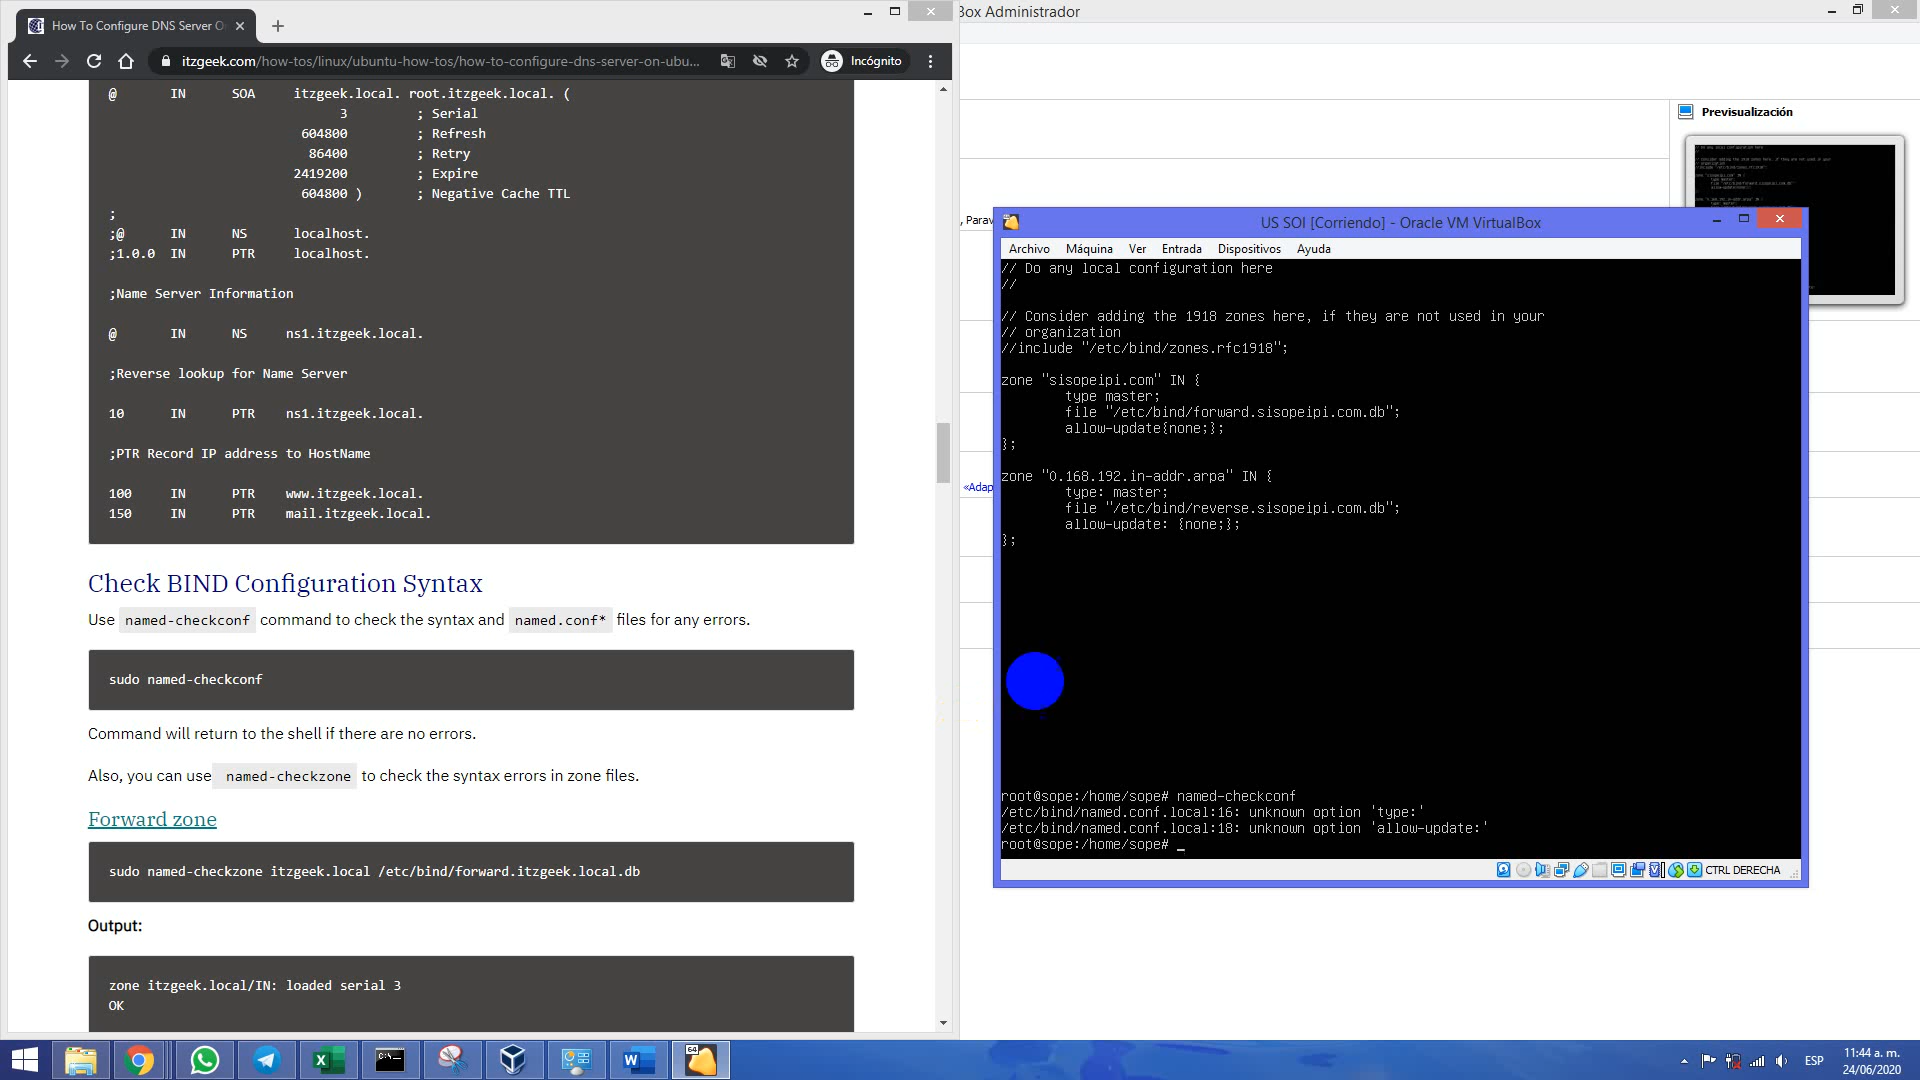 How To Configure DNS Server O
Box Administrador
itzgeek.com/how-tos/linux/ubuntu-how-tos/how-to-configure-dns-server-on-ubu...
Incógnito
@ IN SOA itzgeek.local. root.itzgeek.local. (
3 ; Serial
604800 ; Refresh
86400 ; Retry
2419200 ; Expire
604800 ) ; Negative Cache TTL
;
;@ IN NS localhost.
;1.0.0 IN PTR localhost.
;Name Server Information
@ IN NS ns1.itzgeek.local.
;Reverse lookup for Name Server
10 IN PTR ns1.itzgeek.local.
;PTR Record IP address to HostName
100 IN PTR www.itzgeek.local.
150 IN PTR mail.itzgeek.local.
Check BIND Configuration Syntax
Use named-checkconf command to check the syntax and named.conf* files for any errors.
sudo named-checkconf
Command will return to the shell if there are no errors.
Also, you can use named-checkzone to check the syntax errors in zone files.
Forward zone
sudo named-checkzone itzgeek.local /etc/bind/forward.itzgeek.local.db
Output:
zone itzgeek.local/IN: loaded serial 3
OK
Previsualización
, Parav
«Adap
US SOI [Corriendo] - Oracle VM VirtualBox
Archivo Máquina Ver Entrada Dispositivos Ayuda
// Do any local configuration here
//
// Consider adding the 1918 zones here, if they are not used in your
// organization
//include "/etc/bind/zones.rfc1918";
zone "sisopeipi.com" IN {
type master;
file "/etc/bind/forward.sisopeipi.com.db";
allow-update{none;};
};
zone "0.168.192.in-addr.arpa" IN {
type: master;
file "/etc/bind/reverse.sisopeipi.com.db";
allow-update: {none;};
};
root@sope:/home/sope# named-checkconf
/etc/bind/named.conf.local:16: unknown option 'type:'
/etc/bind/named.conf.local:18: unknown option 'allow-update:'
root@sope:/home/sope# _
CTRL DERECHA
64
ESP
11:44 a. m.
24/06/2020